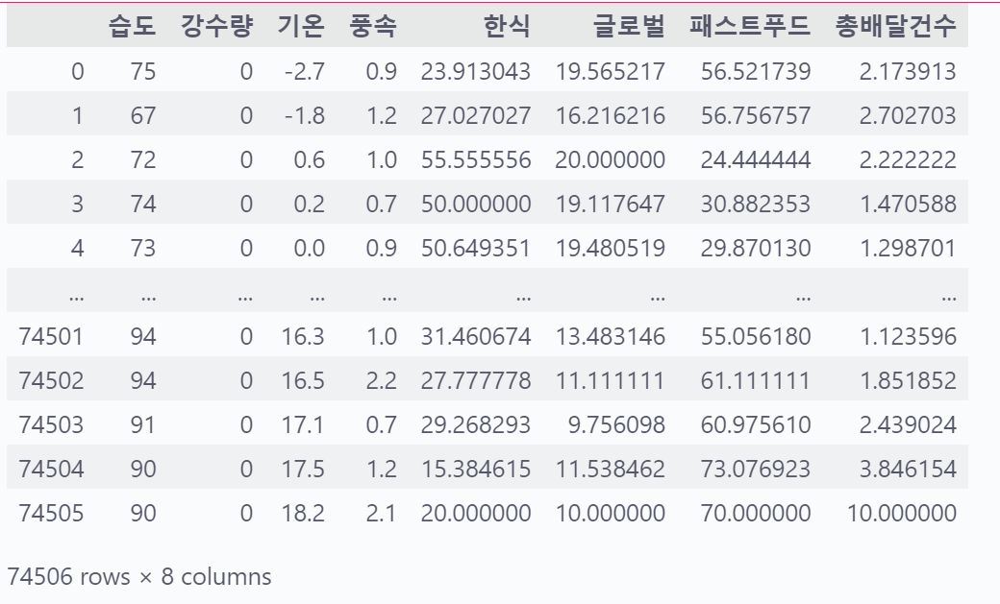 습도 강수량 기온 풍속 한식 글로벌 패스트푸드 총배달건수
0 75 0 -2.7 0.9 23.913043 19.565217 56.521739 2.173913
1 67 0 -1.8 1.2 27.027027 16.216216 56.756757 2.702703
2 72 0 0.6 1.0 55.555556 20.000000 24.444444 2.222222
3 74 0 0.2 0.7 50.000000 19.117647 30.882353 1.470588
4 73 0 0.0 0.9 50.649351 19.480519 29.870130 1.298701
... ... ... ... ... ... ... ... ...
74501 94 0 16.3 1.0 31.460674 13.483146 55.056180 1.123596
74502 94 0 16.5 2.2 27.777778 11.111111 61.111111 1.851852
74503 91 0 17.1 0.7 29.268293 9.756098 60.975610 2.439024
74504 90 0 17.5 1.2 15.384615 11.538462 73.076923 3.846154
74505 90 0 18.2 2.1 20.000000 10.000000 70.000000 10.000000
74506 rows × 8 columns